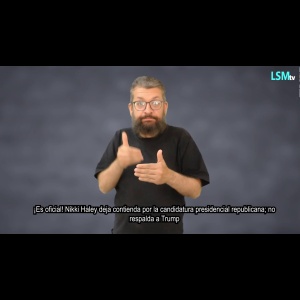 LSMtv
¡Es oficial! Nikki Haley deja contienda por la candidatura presidencial republicana; no
respalda a Trump